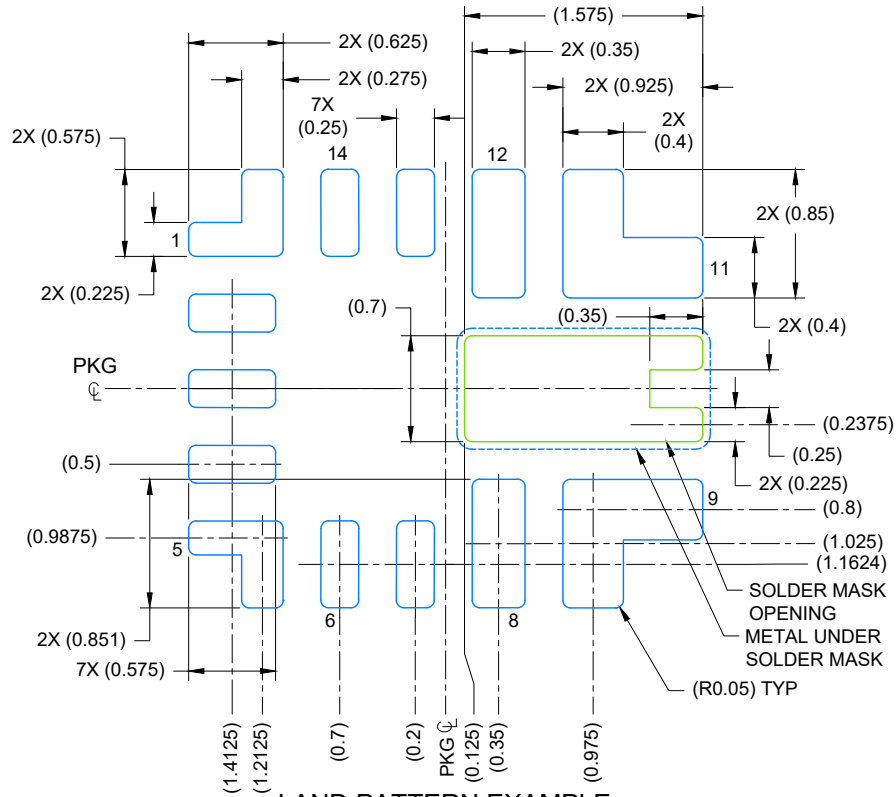 (1.575)
2X (0.625)
2X (0.35)
2X (0.275)
2X (0.925)
7X
(0.25)
2X
(0.4)
2X (0.575)
14
12
2X (0.85)
1
11
2X (0.225)
(0.7)
(0.35)
2X (0.4)
PKG
℄
(0.2375)
(0.25)
(0.5)
2X (0.225)
9
(0.8)
(0.9875)
5
(1.025)
(1.1624)
SOLDER MASK
OPENING
6
8
2X (0.851)
METAL UNDER
SOLDER MASK
7X (0.575)
(R0.05) TYP
(1.4125)
(1.2125)
(0.7)
(0.2)
PKG ℄
(0.125)
(0.35)
(0.975)
LAND PATTERN EXAMPLE